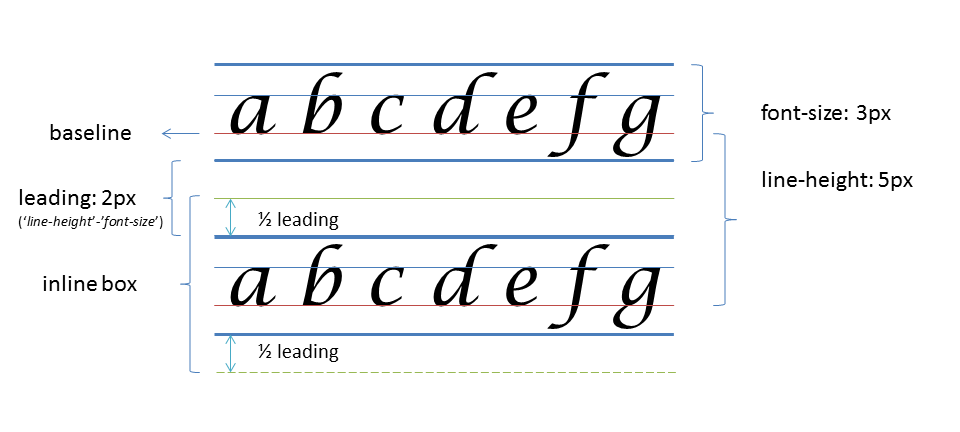 a b c d e f g
font-size: 3px
baseline
line-height: 5px
leading: 2px
(‘line-height’-’font-size’)
½ leading
a b c d e f g
inline box
½ leading